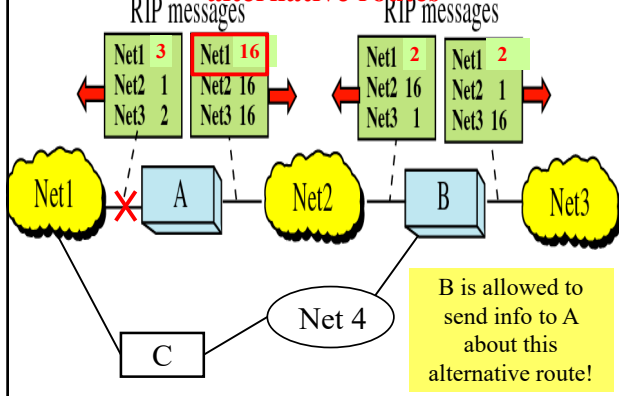 alternative routes
RIP messages
RIP messages
Net1 3
Net2 1
Net3 2
Net1 16
Net2 16
Net3 16
Net1 2
Net2 16
Net3 1
Net1 2
Net2 1
Net3 16
Net1
A
Net2
B
Net3
Net 4
C
B is allowed to
send info to A
about this
alternative route!